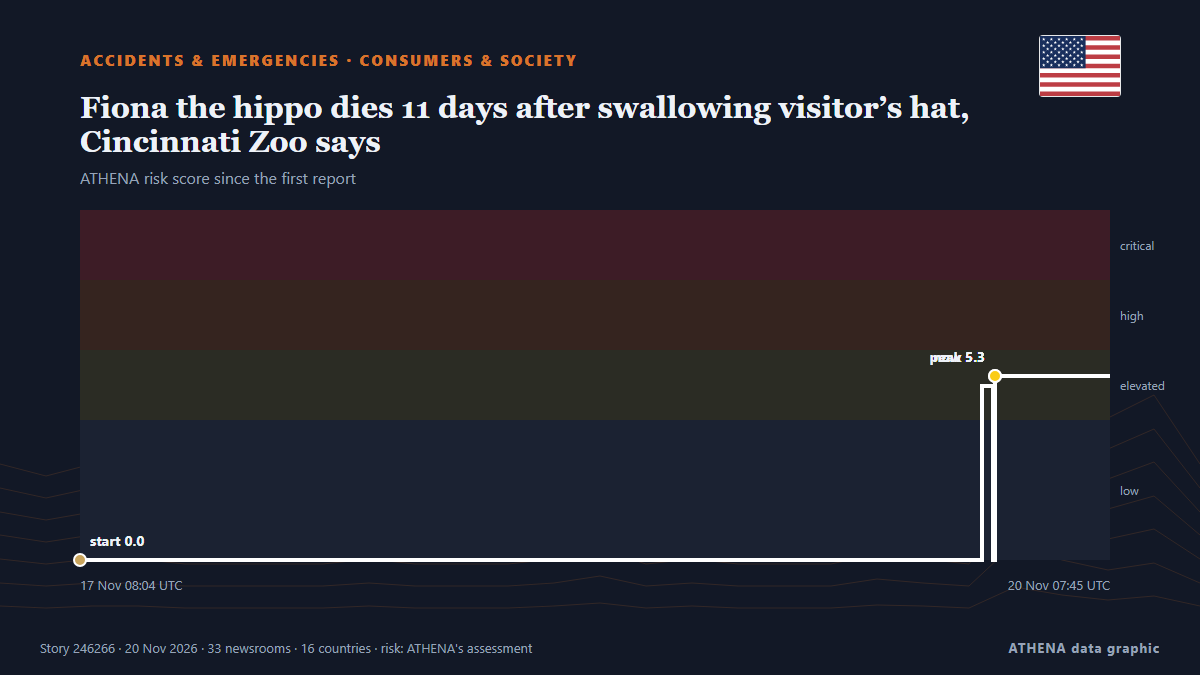 ACCIDENTS & EMERGENCIES · CONSUMERS & SOCIETY
Fiona the hippo dies 11 days after swallowing visitor’s hat,
Cincinnati Zoo says
ATHENA risk score since the first report
critical
high
peak 5.3
elevated
low
start 0.0
17 Nov 08:04 UTC
20 Nov 07:45 UTC
Story 246266 · 20 Nov 2026 · 33 newsrooms · 16 countries · risk: ATHENA's assessment
ATHENA data graphic